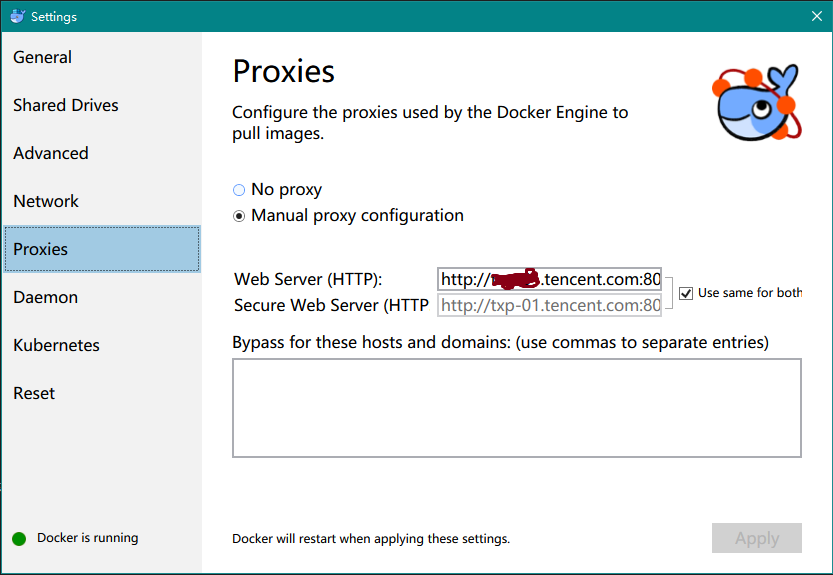 Settings
General
Shared Drives
Advanced
Network
Proxies
Daemon
Kubernetes
Reset
Docker is running
Proxies
Configure the proxies used by the Docker Engine to
pull images.
No proxy
Manual proxy configuration
Web Server (HTTP):
http://.tencent.com:80
Secure Web Server (HTTP
http://txp-01.tencent.com:80
Use same for both
Bypass for these hosts and domains: (use commas to separate entries)
Docker will restart when applying these settings.
Apply